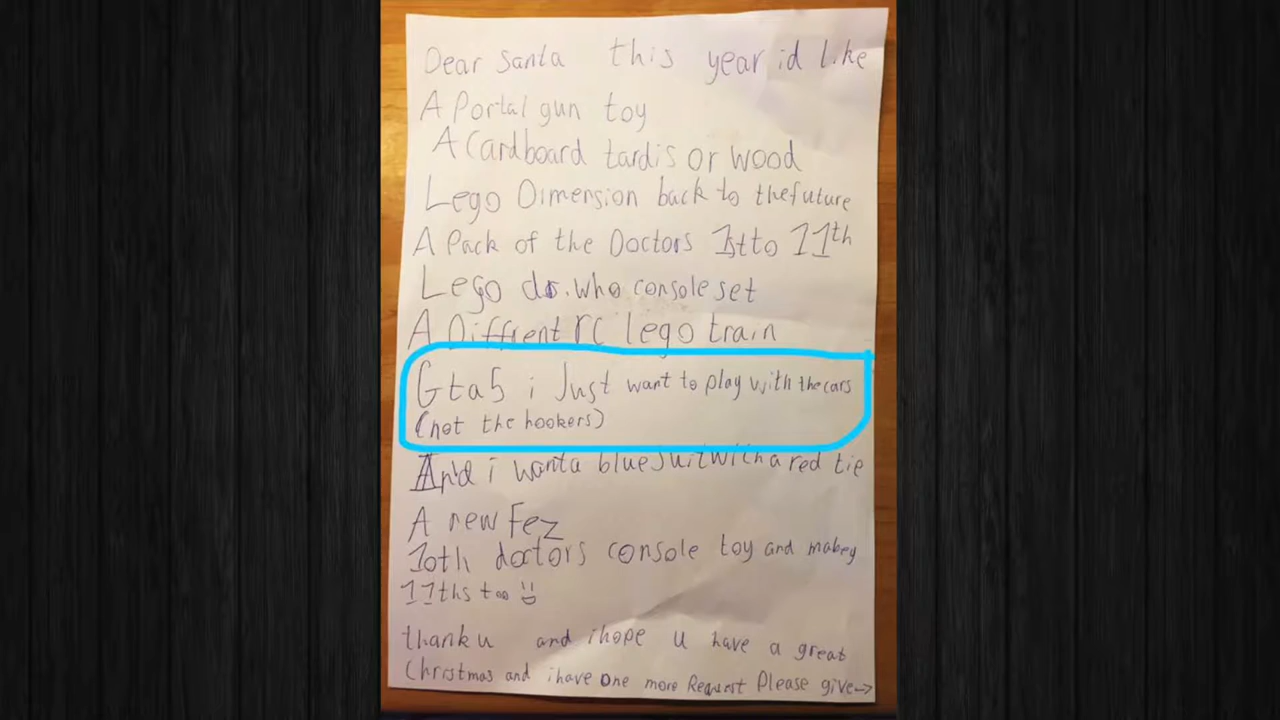 Dear Santa this year id like
A Portal gun toy
A Cardboard tardis or wood
Lego Dimension back to the future
A Pack of the Doctors 1st to 11th
Lego dr. who console set
A Diffrent rc lego train
Gta5 i Just want to play with the cars
(not the hookers)
And i want a blue suit with a red tie
A new Fez
10th doctors console toy and mabey
11ths too
thank u and i hope u have a great
Christmas and i have one more Request Please give→